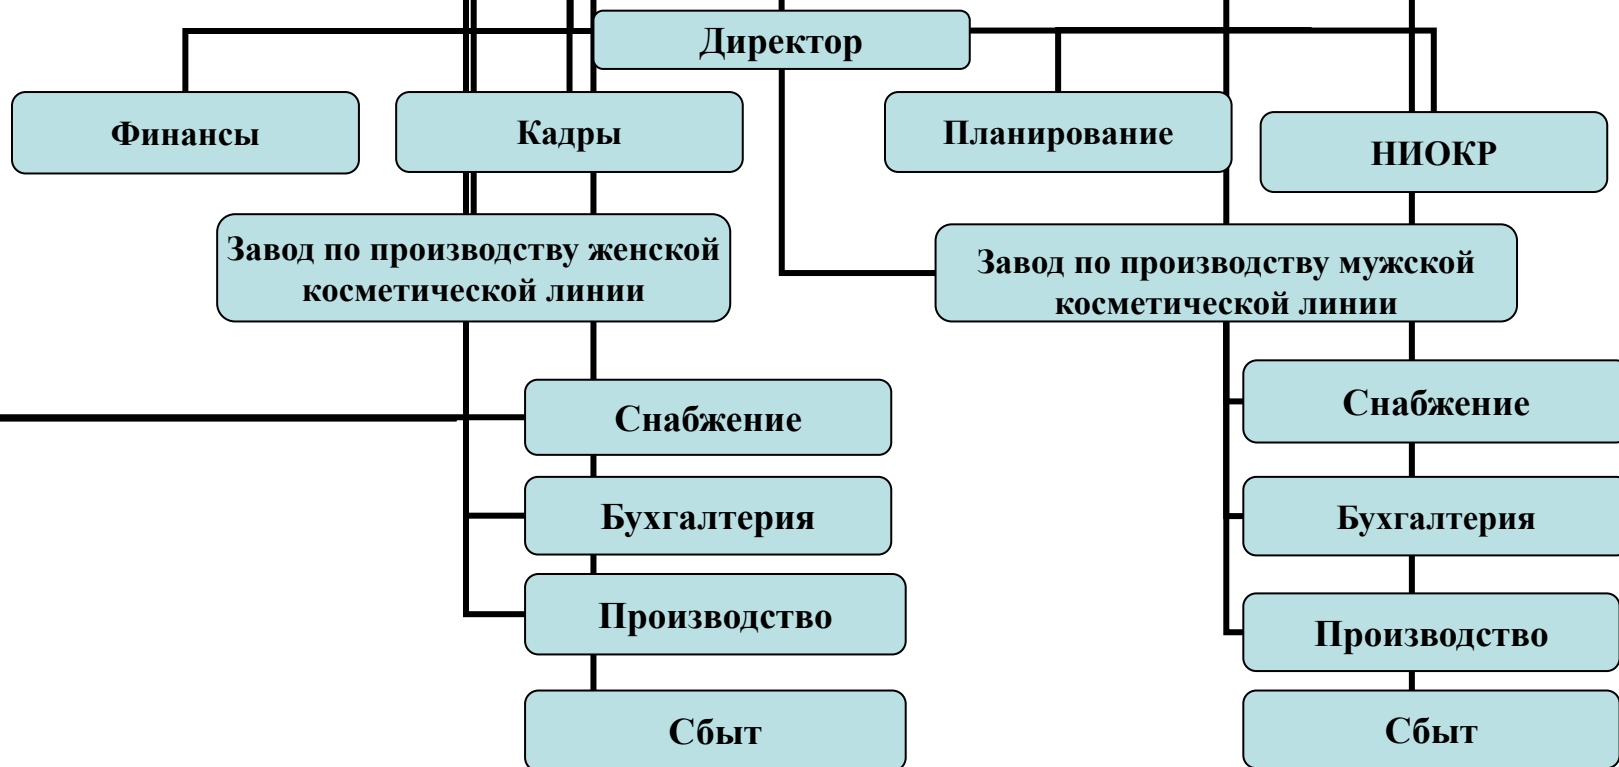 Директор
Финансы
Кадры
Планирование
НИОКР
Завод по производству женской
косметической линии
Завод по производству мужской
косметической линии
Снабжение
Бухгалтерия
Производство
Сбыт
Снабжение
Бухгалтерия
Производство
Сбыт